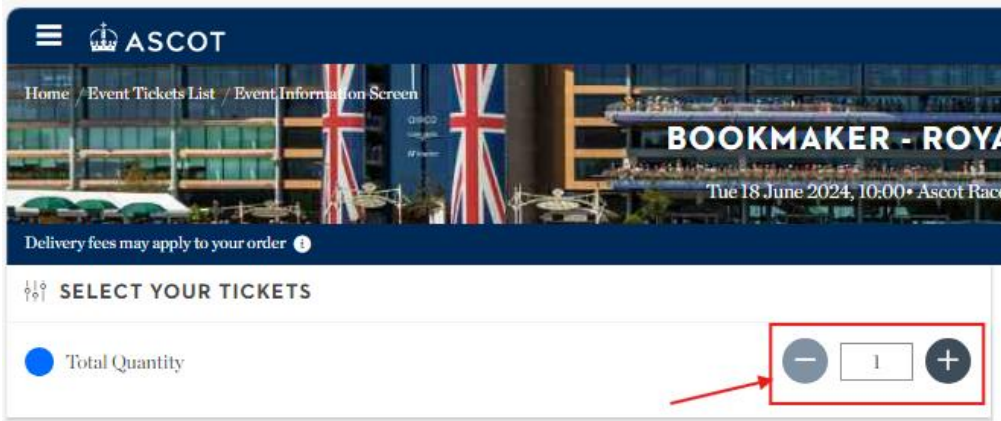 ASCOT
Home / Event Tickets List / Event Information Screen
BOOKMAKER - ROYA
Tue 18 June 2024, 10:00 • Ascot Rac
Delivery fees may apply to your order
SELECT YOUR TICKETS
Total Quantity
1